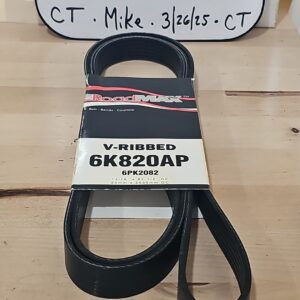 CT · Mike · 3/26/25 · CT
RoadMAX
V-RIBBED
6K820AP
6PK2082